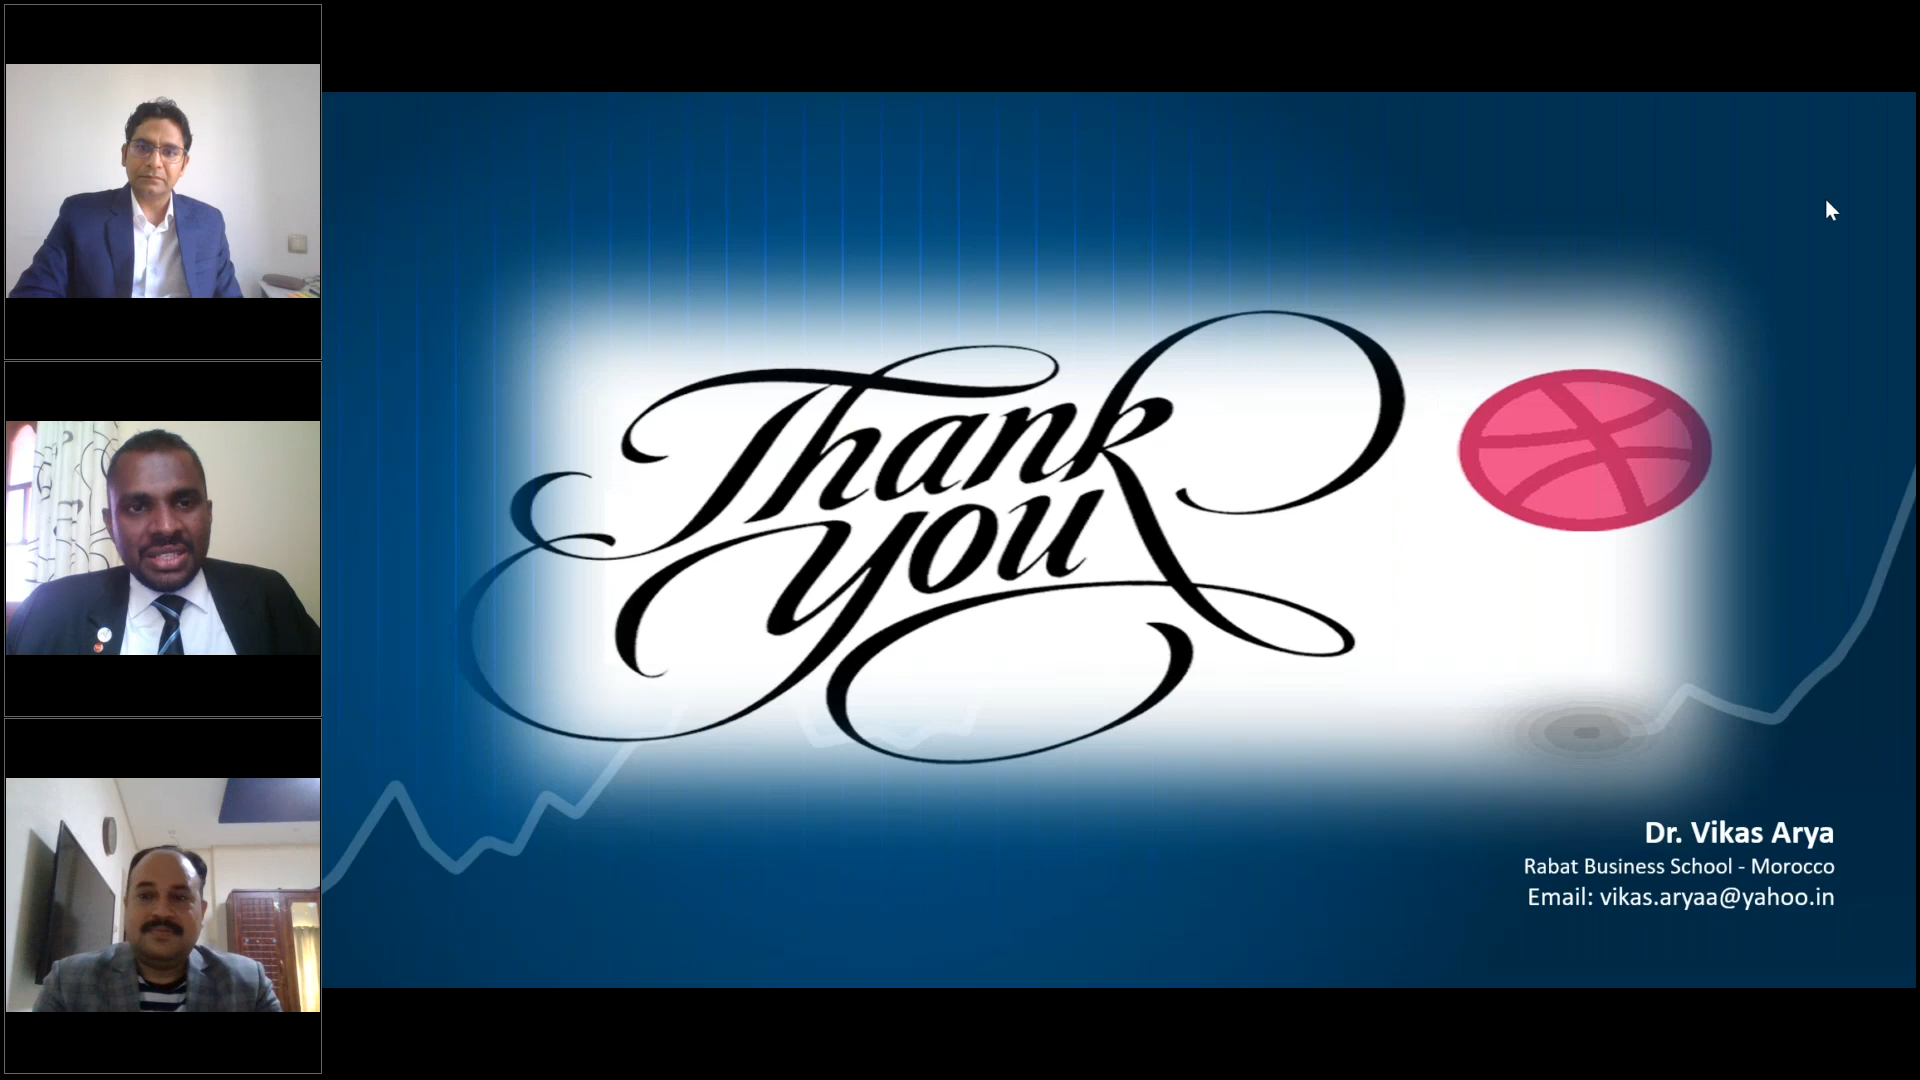 Thank
you
Dr. Vikas Arya
Rabat Business School - Morocco
Email: vikas.aryaa@yahoo.in